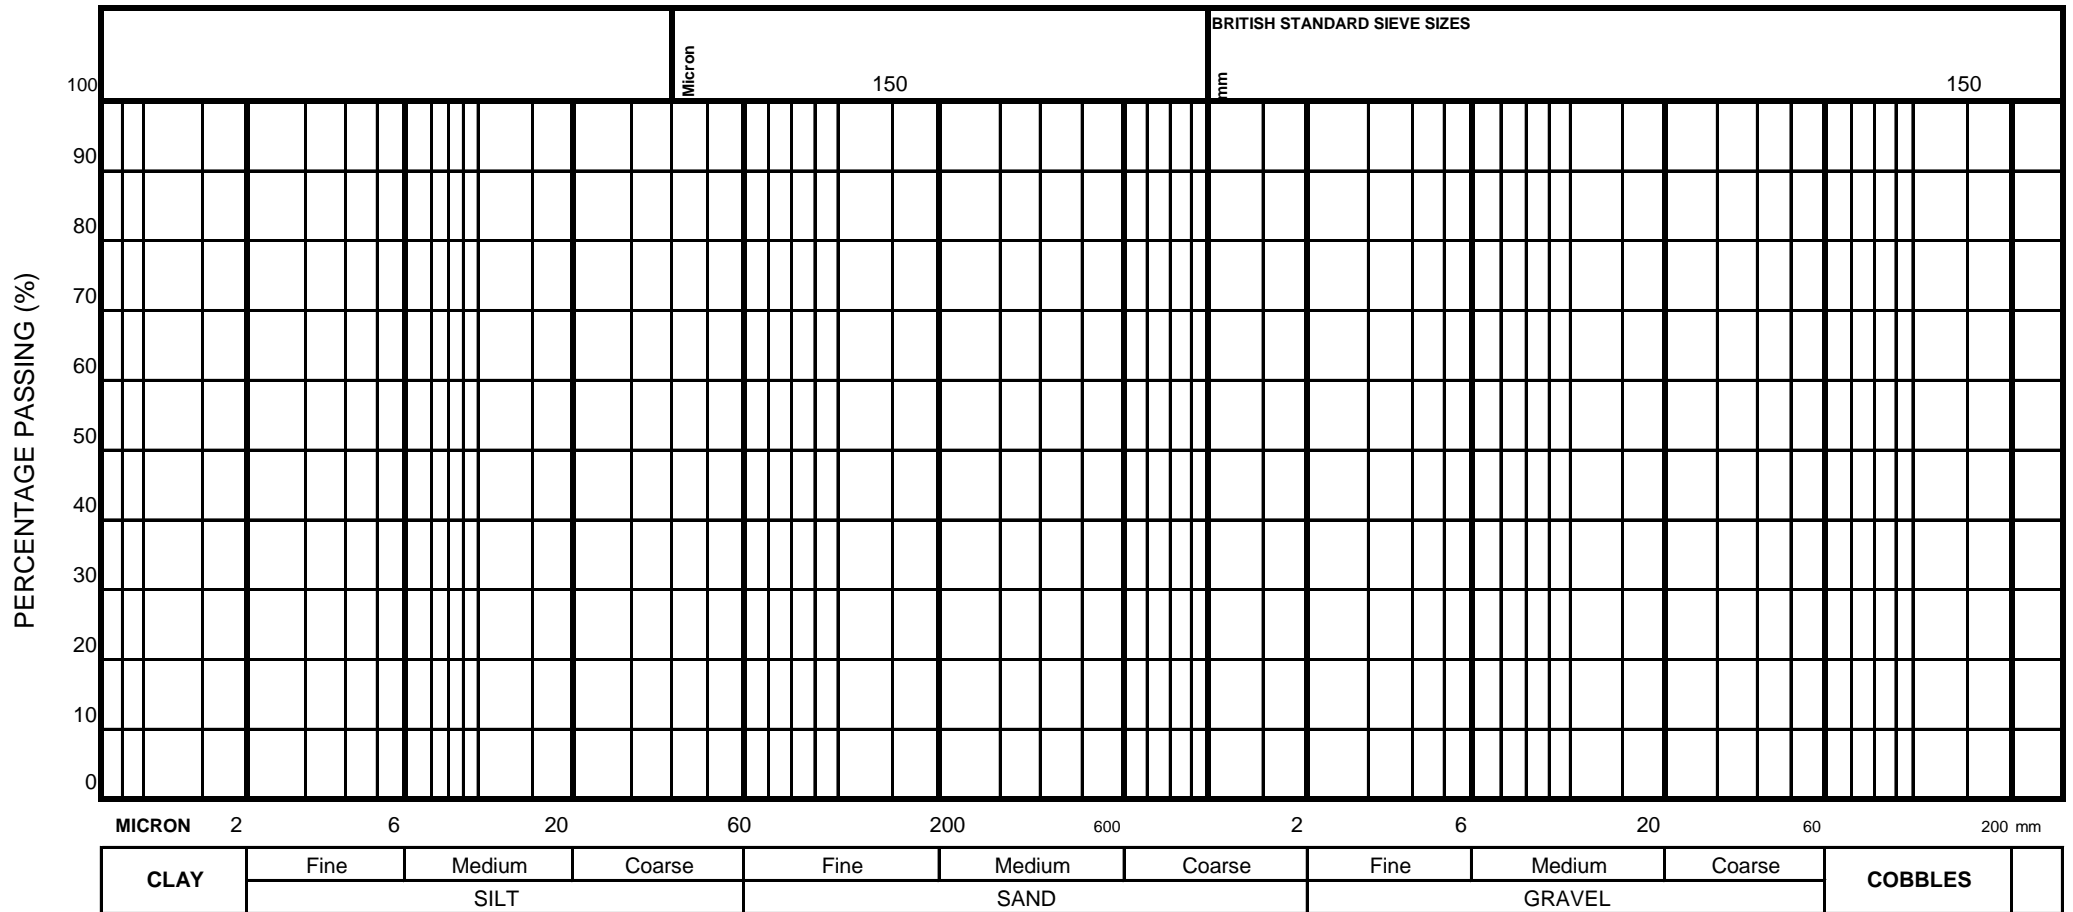 BRITISH STANDARD SIEVE SIZES
Micron
mm
100 150 150
90
80
70
60
50
40
30
20
10
0
PERCENTAGE PASSING (%)
MICRON 2 6 20 60 200 600 2 6 20 60 200 mm
CLAY Fine Medium Coarse Fine Medium Coarse Fine Medium Coarse COBBLES
SILT SAND GRAVEL